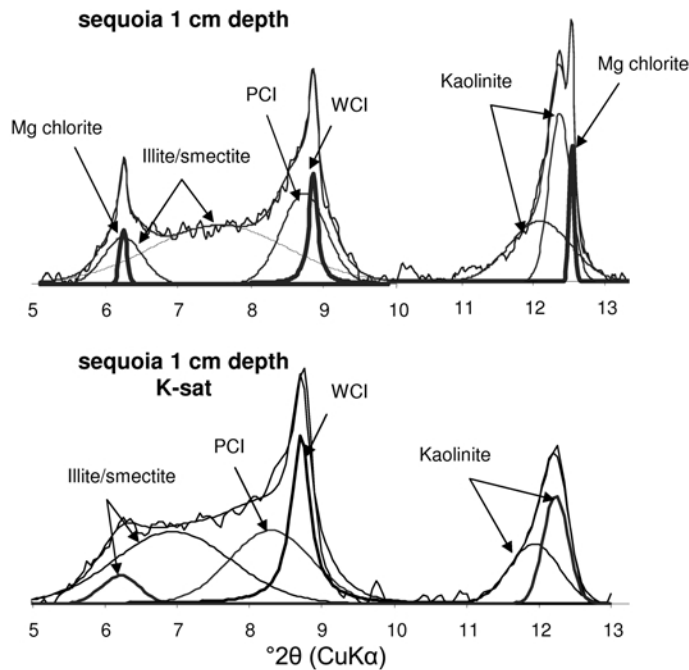 sequoia 1 cm depth
Mg chlorite
Kaolinite
PCI
WCI
Mg chlorite
Illite/smectite
5 6 7 8 9 10 11 12 13
sequoia 1 cm depth
K-sat
WCI
PCI
Kaolinite
Illite/smectite
5 6 7 8 9 10 11 12 13
°2θ (CuKα)